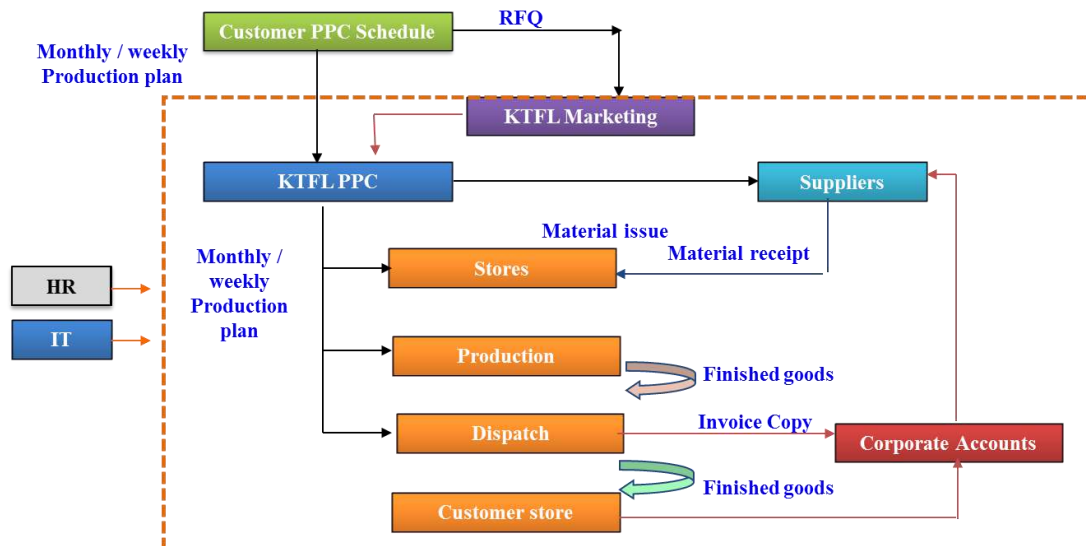 Customer PPC Schedule
RFQ
Monthly / weekly
Production plan
KTFL Marketing
KTFL PPC
Suppliers
Material issue
Monthly /
weekly
Production
plan
Stores
Material receipt
HR
IT
Production
Finished goods
Dispatch
Invoice Copy
Corporate Accounts
Finished goods
Customer store